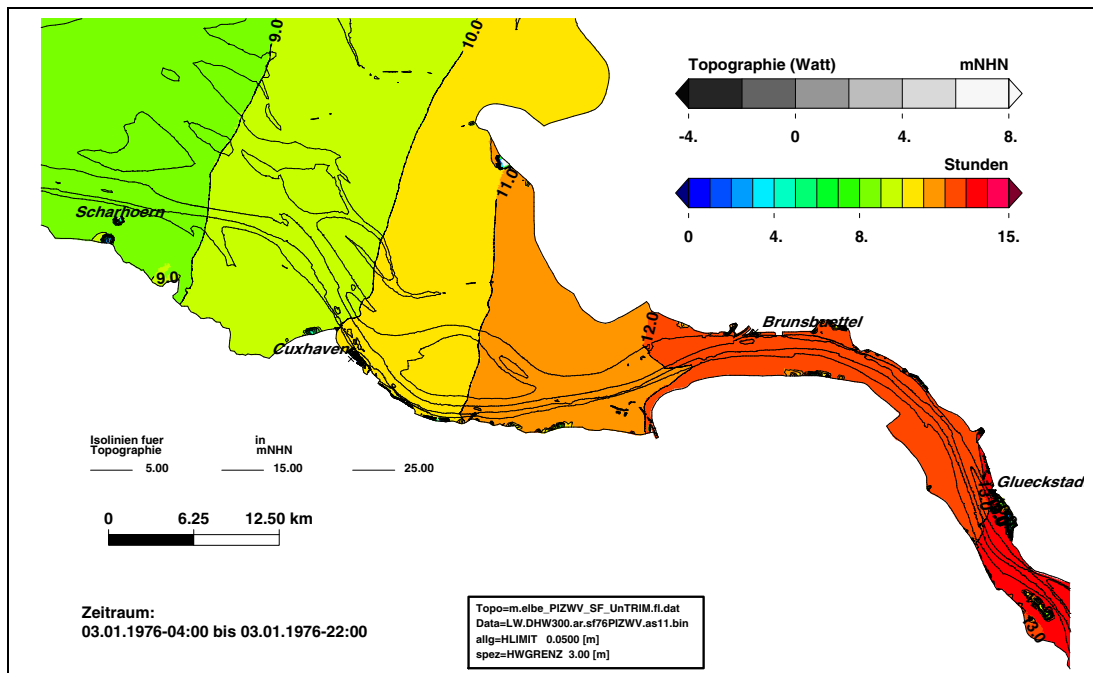 9.0
10.0
Topographie (Watt) mNHN
-4. 0 4. 8.
Stunden
0 4. 8. 15.
11.0
Scharhoern
9.0
12.0
Brunsbuettel
Cuxhaven
Isolinien fuer in
Topographie mNHN
5.00 15.00 25.00
Glueckstad
13.0
0 6.25 12.50 km
13.0
Zeitraum:
03.01.1976-04:00 bis 03.01.1976-22:00
Topo=m.elbe_PIZWV_SF_UnTRIM.fl.dat
Data=LW.DHW300.ar.sf76PIZWV.as11.bin
allg=HLIMIT 0.0500 [m]
spez=HWGRENZ 3.00 [m]